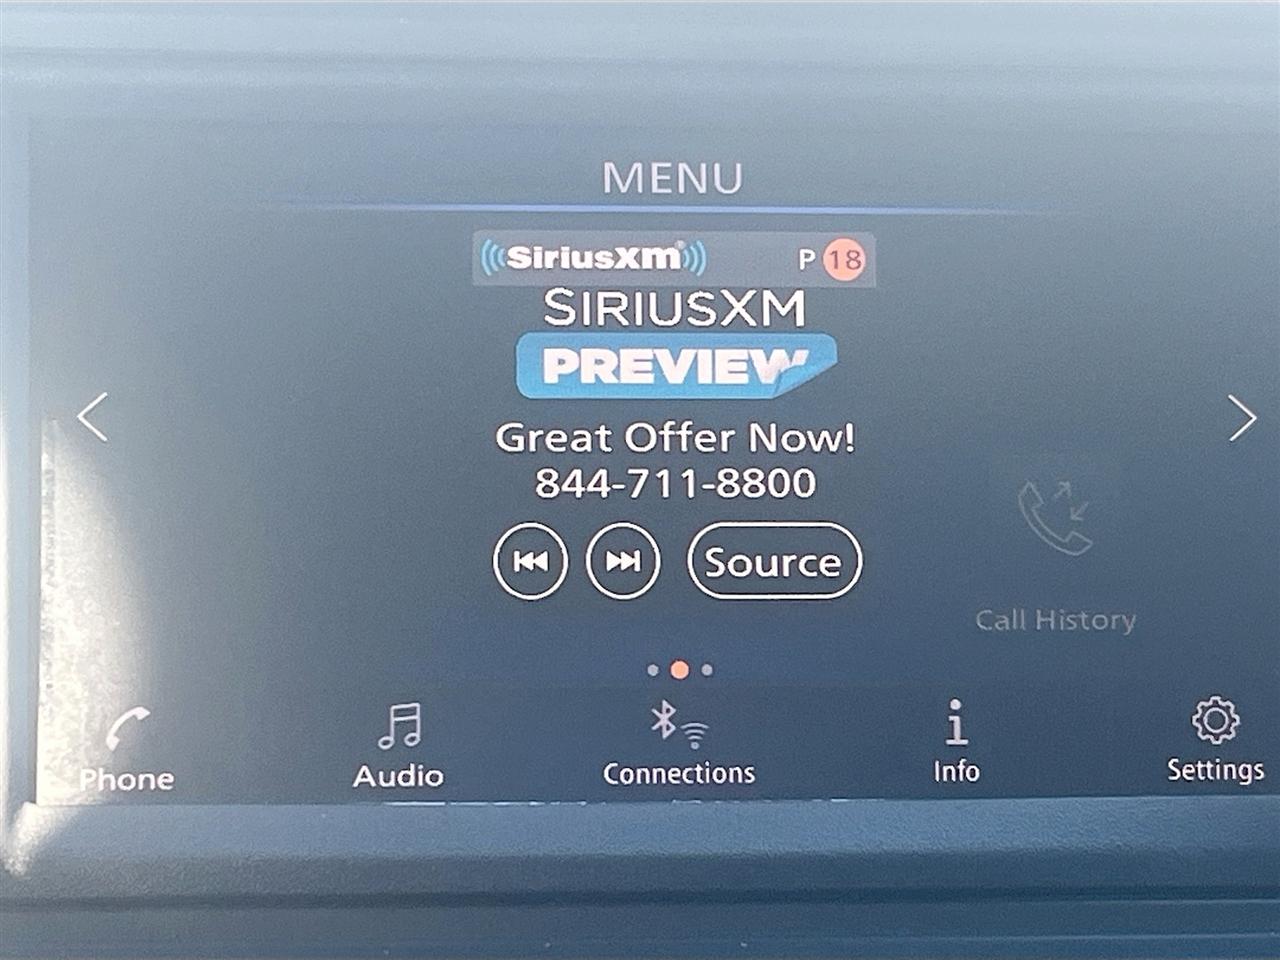 MENU
SiriusXM P 18
SIRIUSXM
PREVIEW
Great Offer Now!
844-711-8800
Source
Call History
Phone Audio Connections Info Settings